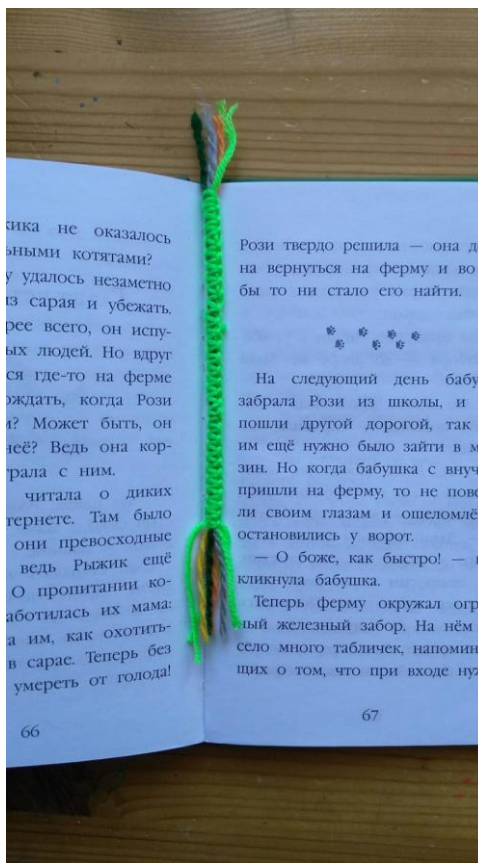 жика не оказалось
ьными котятами?
у удалось незаметно
из сарая и убежать.
рее всего, он испу-
ых людей. Но вдруг
ся где-то на ферме
ождать, когда Рози
и? Может быть, он
неё? Ведь она кор-
грала с ним.
читала о диких
тернете. Там было
они превосходные
ведь Рыжик ещё
О пропитании ко-
аботилась их мама:
а им, как охотить-
в сарае. Теперь без
умереть от голода!
66
Рози твердо решила — она д
на вернуться на ферму и во
бы то ни стало его найти.
На следующий день бабу
забрала Рози из школы, и
пошли другой дорогой, так
им ещё нужно было зайти в м
зин. Но когда бабушка с внуч
пришли на ферму, то не пове
ли своим глазам и ошеломлё
остановились у ворот.
— О боже, как быстро! —
кликнула бабушка.
Теперь ферму окружал огр
ный железный забор. На нём
село много табличек, напомин
щих о том, что при входе нуж
67